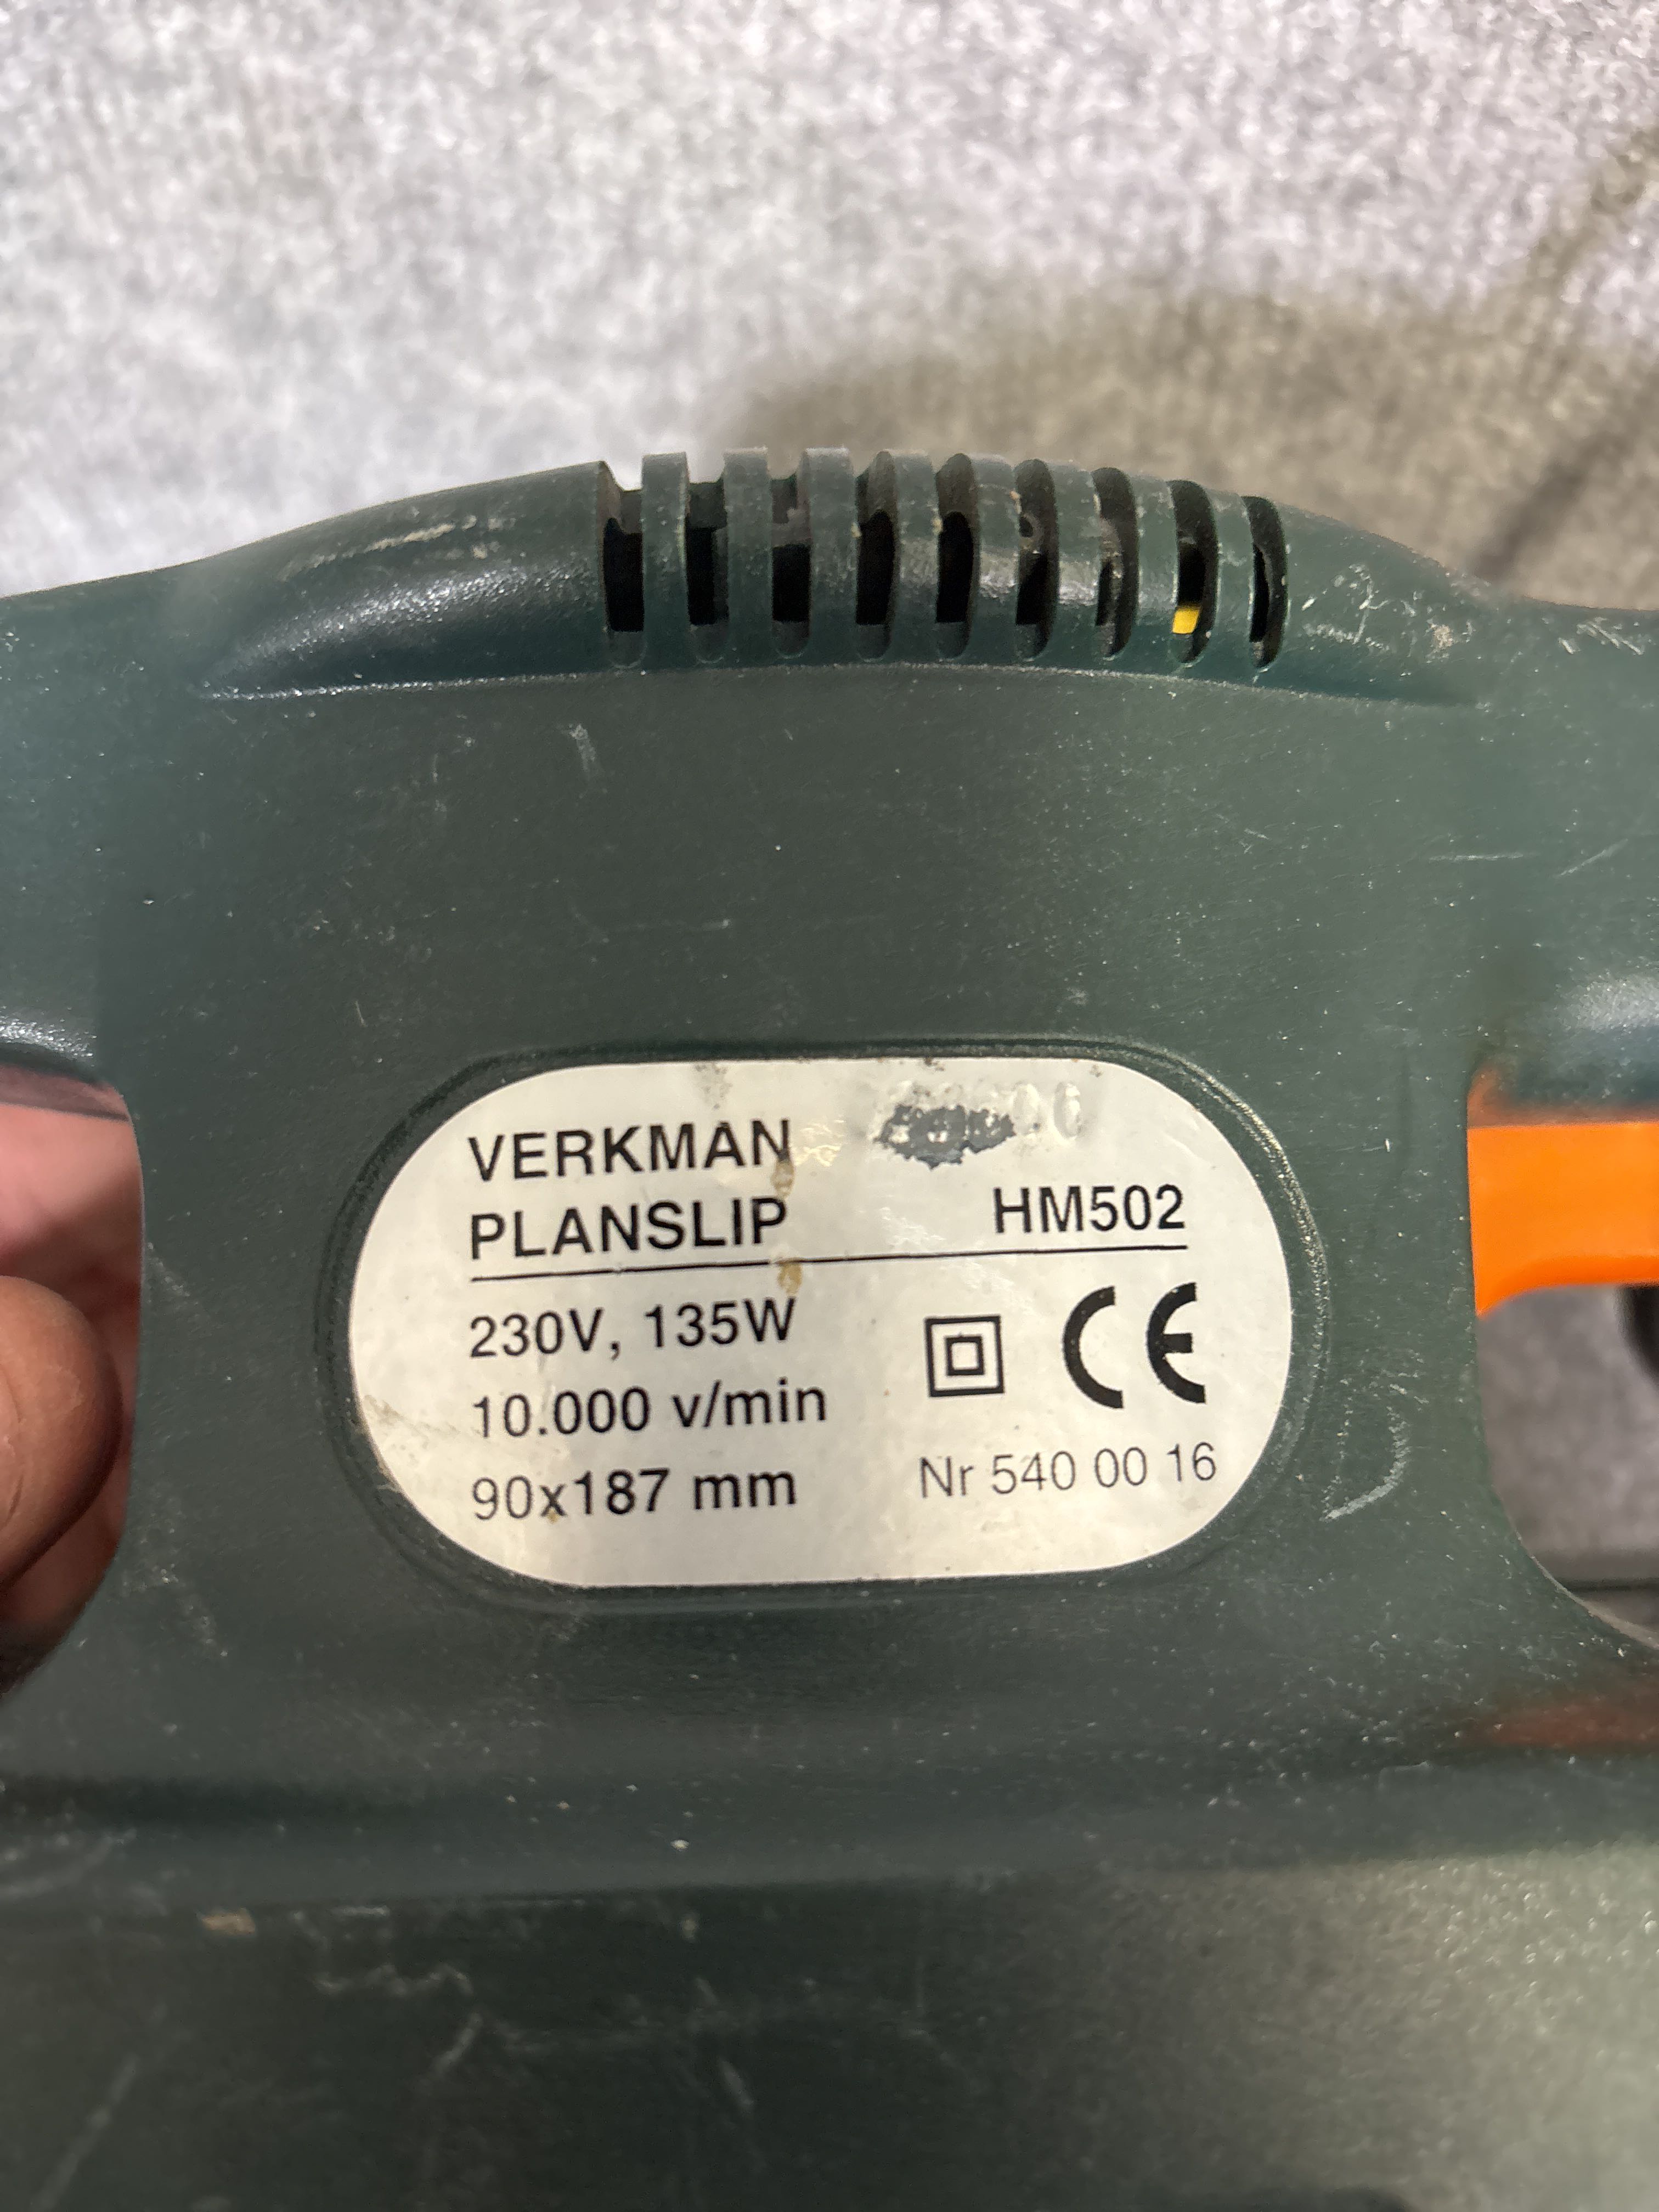 VERKMAN
PLANSLIP HM502
230V, 135W
CE
10.000 v/min
90x187 mm
Nr 540 00 16